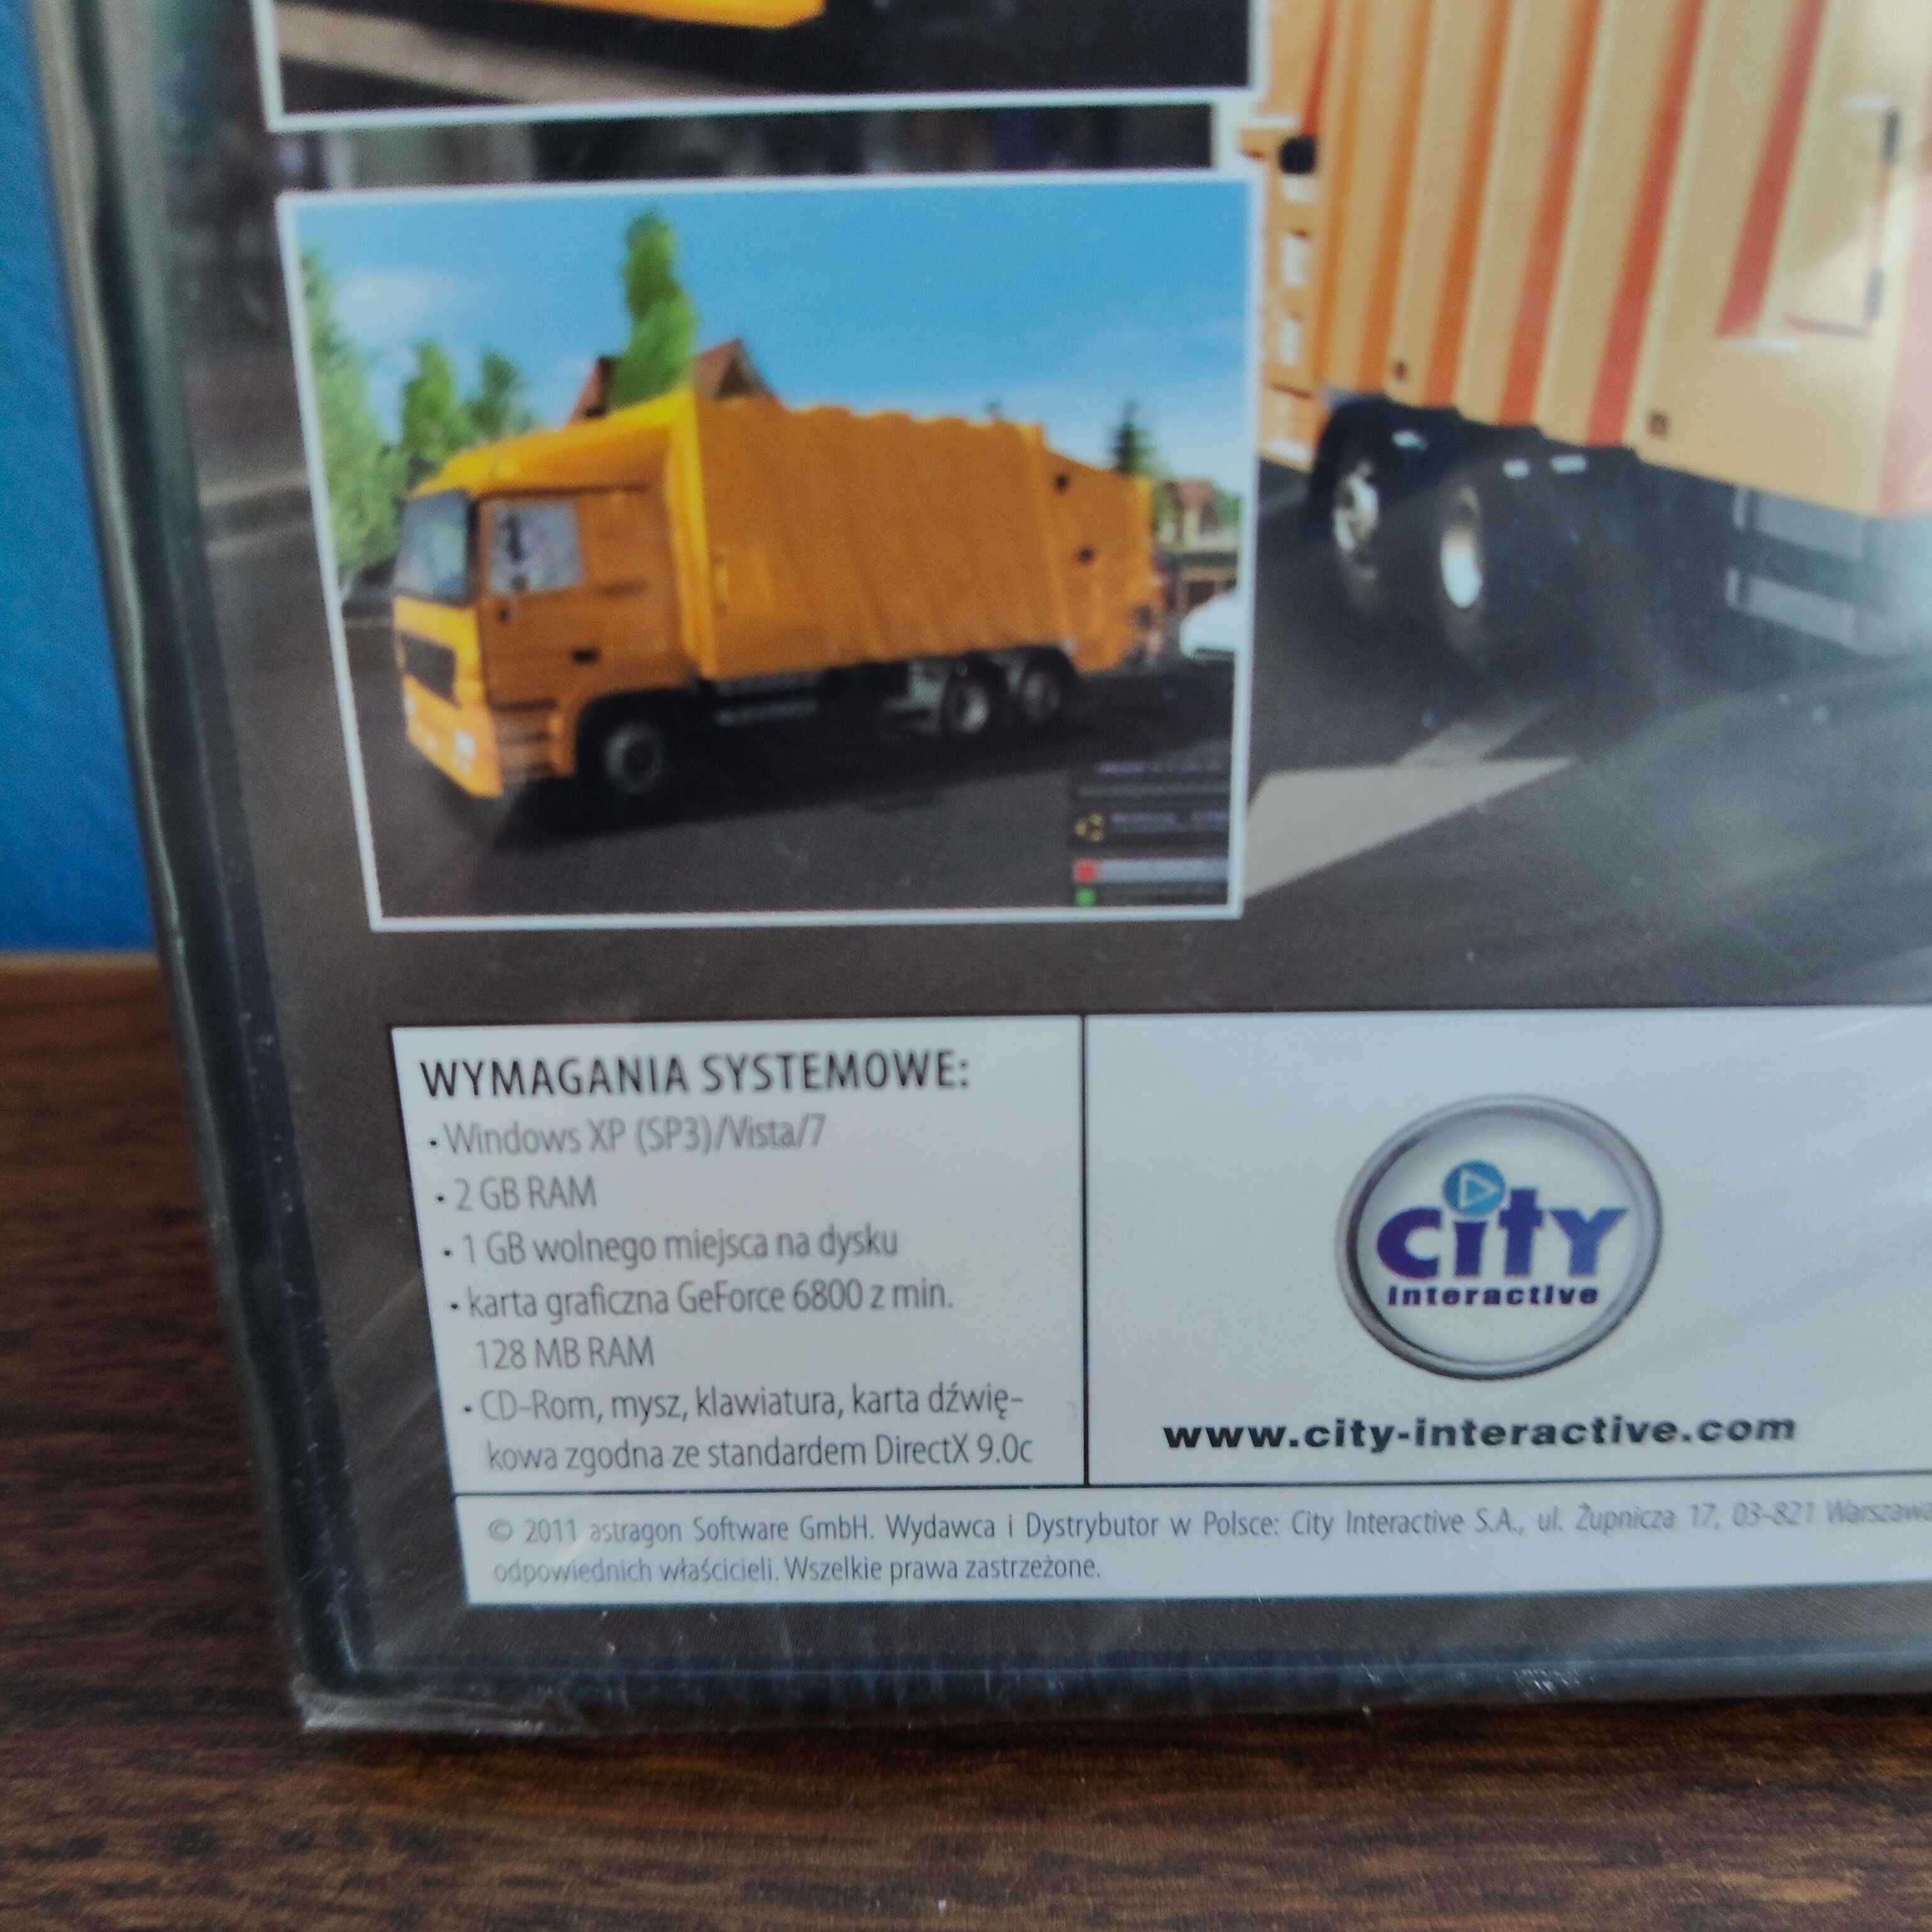 WYMAGANIA SYSTEMOWE:
• Windows XP (SP3)/Vista/7
• 2 GB RAM
• 1 GB wolnego miejsca na dysku
• karta graficzna GeForce 6800 z min.
128 MB RAM
• CD-Rom, mysz, klawiatura, karta dźwię-
kowa zgodna ze standardem DirectX 9.0c
city
interactive
www.city-interactive.com
© 2011 astragon Software GmbH. Wydawca i Dystrybutor w Polsce: City Interactive S.A., ul. Żupnicza 17, 03-821 Warszawa
odpowiednich właścicieli. Wszelkie prawa zastrzeżone.